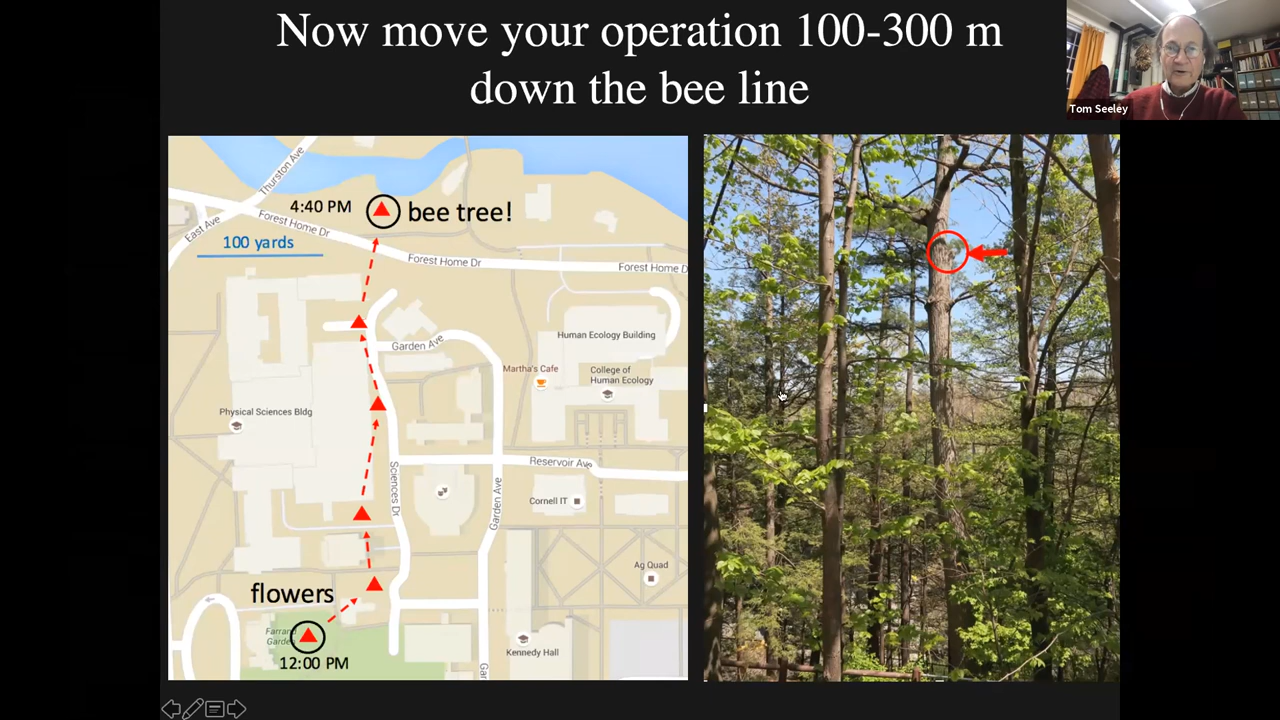 Now move your operation 100-300 m
down the bee line
Tom Seeley
Thurston Ave
East Ave
4:40 PM
bee tree!
Forest Home Dr
100 yards
Forest Home Dr
Forest Home D
Human Ecology Building
Garden Ave
Martha's Cafe
College of
Human Ecology
Physical Sciences Bldg
Reservoir Ave
Sciences Dr
Garden Ave
Cornell IT
Ag Quad
flowers
Kennedy Hall
12:00 PM